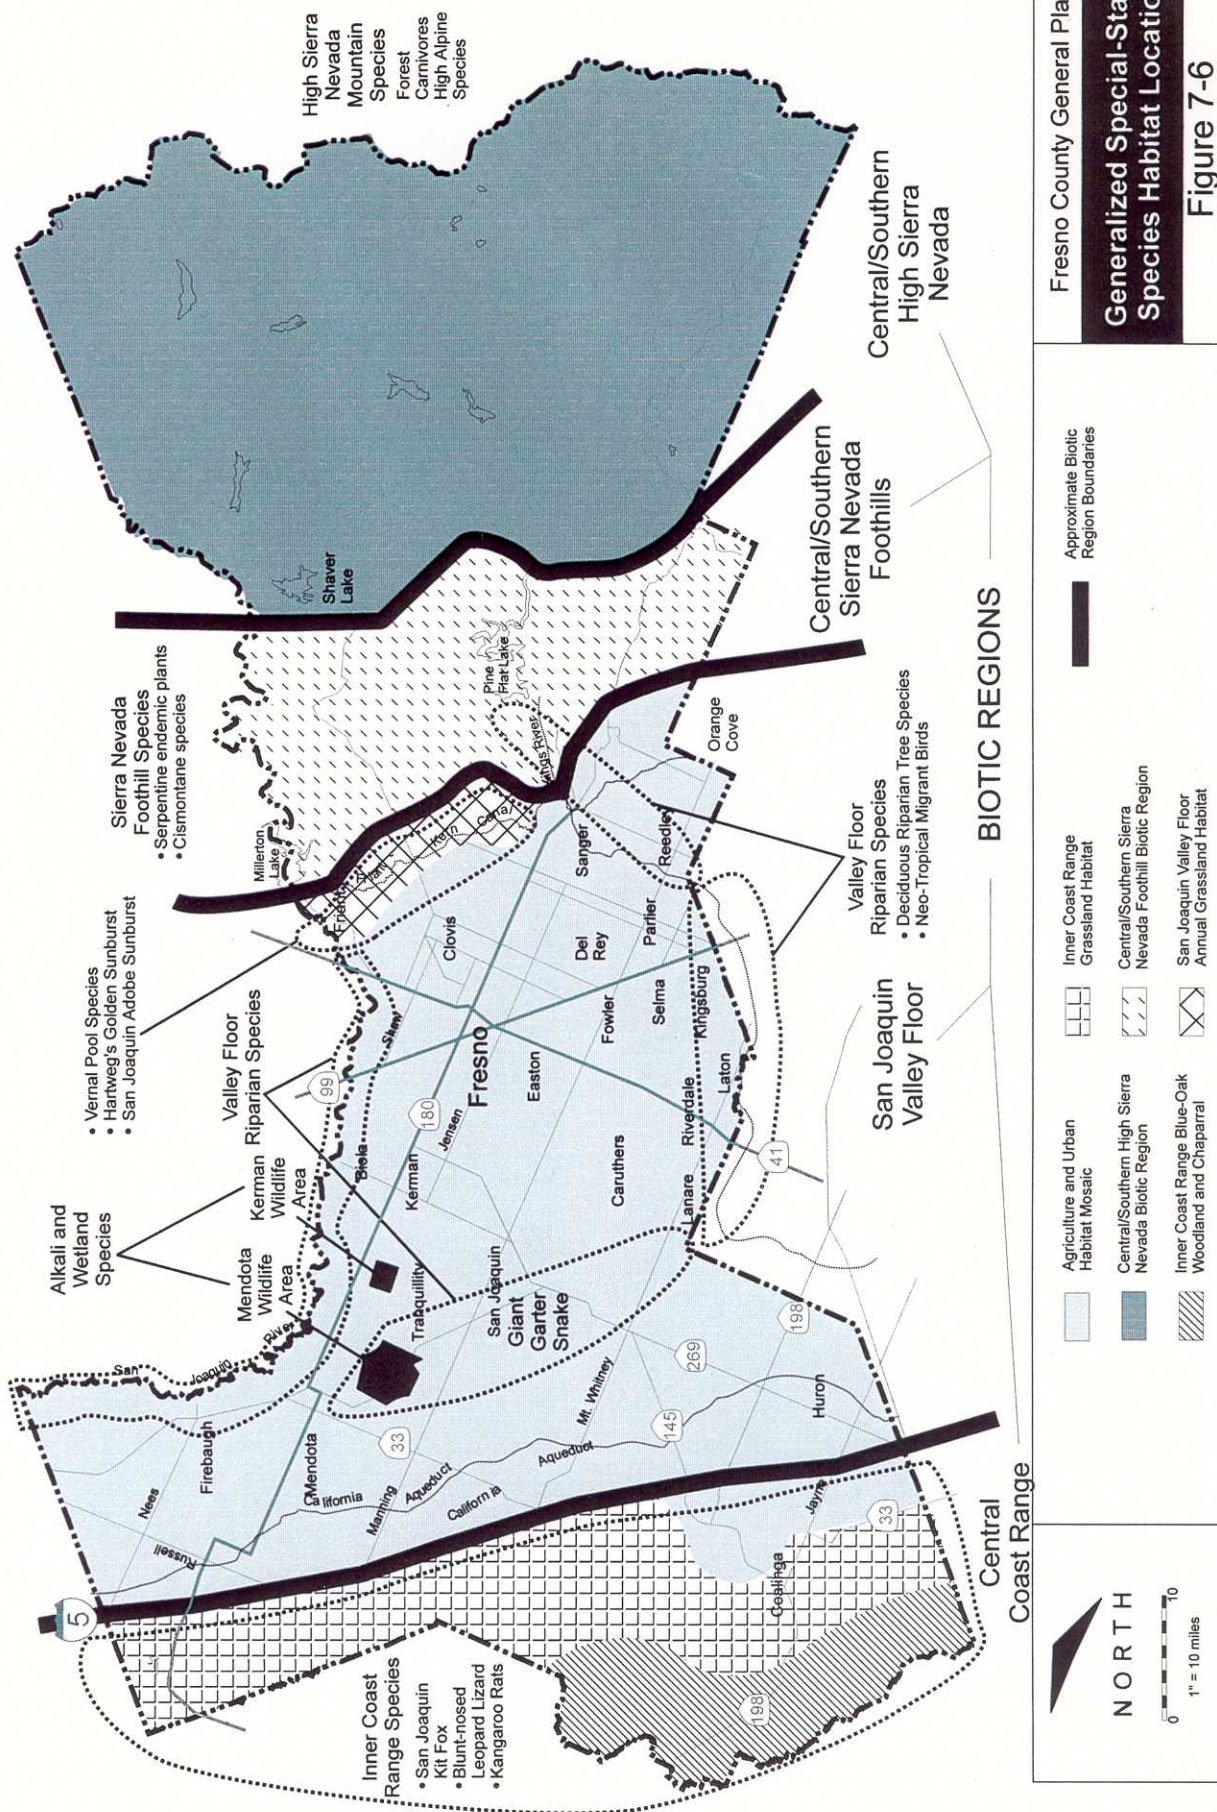 High Sierra
Nevada
Mountain
Species
Forest
Carnivores
High Alpine
Species
Sierra Nevada
Foothill Species
• Serpentine endemic plants
• Cismontane species
• Vernal Pool Species
• Hartweg's Golden Sunburst
• San Joaquin Adobe Sunburst
Valley Floor
Riparian Species
Alkali and
Wetland
Species
Kerman
Wildlife
Area
Mendota
Wildlife
Area
Inner Coast
Range Species
• San Joaquin
Kit Fox
• Blunt-nosed
Leopard Lizard
• Kangaroo Rats
Shaver
Lake
Millerton
Lake
Pine
Flat Lake
Kings River
Friant
Kern
Clovis
Sanger
Reedley
Orange
Cove
Del
Rey
Parlier
Fowler
Selma
Kingsburg
Fresno
Easton
Shaw
99
180
Jensen
Biola
Kerman
Caruthers
Riverdale
Laton
Lanare
41
San
Joaquin
River
Tranquillity
San Joaquin
Giant
Garter
Snake
Mt. Whitney
198
269
145
Huron
33
Firebaugh
Mendota
Nees
Russell
California
Aqueduct
Manning
California
Aqueduct
Jayne
33
Coalinga
198
5
Valley Floor
Riparian Species
• Deciduous Riparian Tree Species
• Neo-Tropical Migrant Birds
Central/Southern
High Sierra
Nevada
Central/Southern
Sierra Nevada
Foothills
San Joaquin
Valley Floor
Central
Coast Range
BIOTIC REGIONS
NORTH
0 10
1" = 10 miles
Agriculture and Urban
Habitat Mosaic
Central/Southern High Sierra
Nevada Biotic Region
Inner Coast Range Blue-Oak
Woodland and Chaparral
Inner Coast Range
Grassland Habitat
Central/Southern Sierra
Nevada Foothill Biotic Region
San Joaquin Valley Floor
Annual Grassland Habitat
Approximate Biotic
Region Boundaries
Fresno County General Pla
Generalized Special-Sta
Species Habitat Location
Figure 7-6